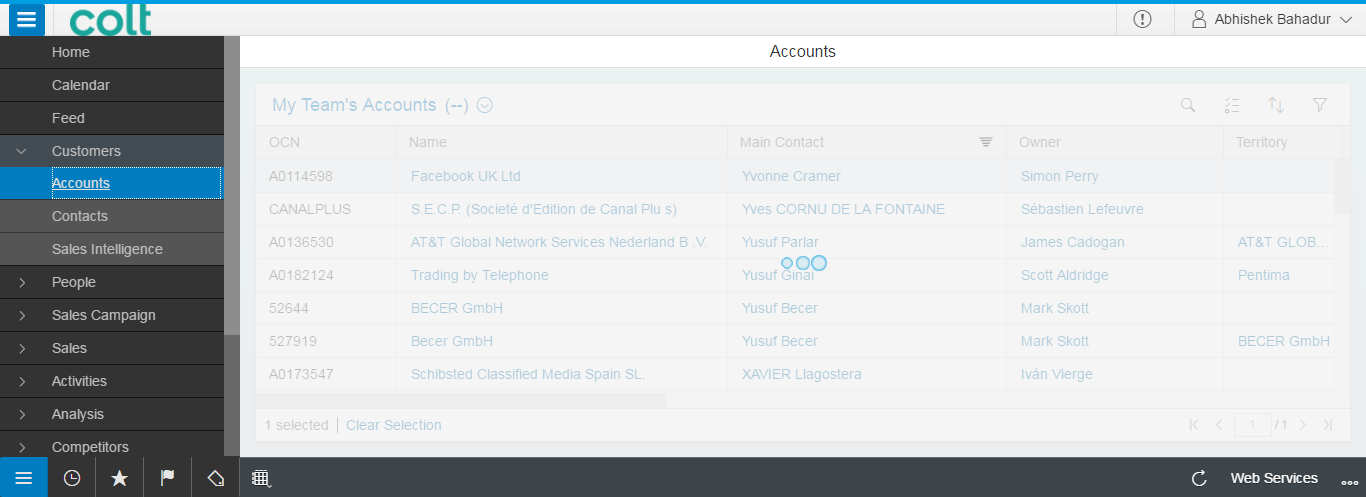 colt
Abhishek Bahadur
Home
Calendar
Feed
Customers
Accounts
Contacts
Sales Intelligence
People
Sales Campaign
Sales
Activities
Analysis
Competitors
Accounts
My Team's Accounts (--)
OCN Name Main Contact Owner Territory
A0114598 Facebook UK Ltd Yvonne Cramer Simon Perry
CANALPLUS S.E.C.P. (Societé d'Edition de Canal Plu s) Yves CORNU DE LA FONTAINE Sébastien Lefeuvre
A0136530 AT&T Global Network Services Nederland B .V. Yusuf Parlar James Cadogan AT&T GLOB...
A0182124 Trading by Telephone Yusuf Ginai Scott Aldridge Pentima
52644 BECER GmbH Yusuf Becer Mark Skott
527919 Becer GmbH Yusuf Becer Mark Skott BECER GmbH
A0173547 Schibsted Classified Media Spain SL. XAVIER Llagostera Iván Vierge
1 selected | Clear Selection
1 / 1
Web Services ...